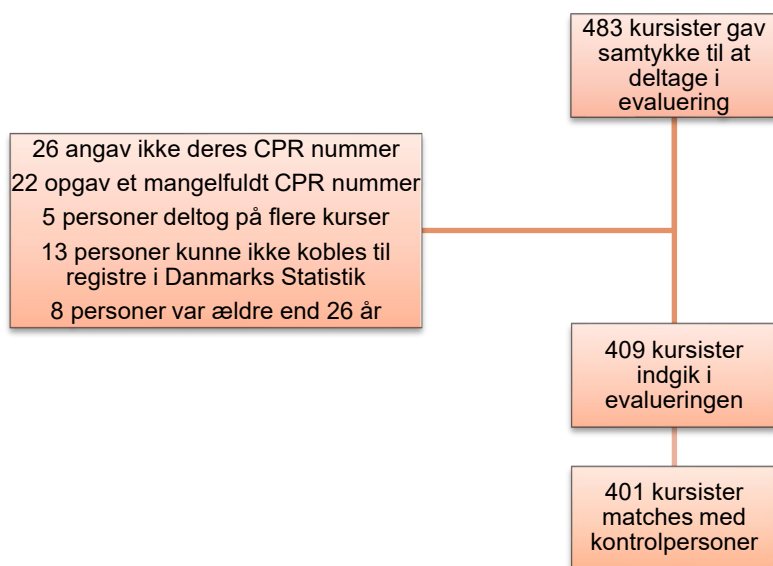 483 kursister gav
samtykke til at
deltage i
evaluering
26 angav ikke deres CPR nummer
22 opgav et mangelfuldt CPR nummer
5 personer deltog på flere kurser
13 personer kunne ikke kobles til
registre i Danmarks Statistik
8 personer var ældre end 26 år
409 kursister
indgik i
evalueringen
401 kursister
matches med
kontrolpersoner